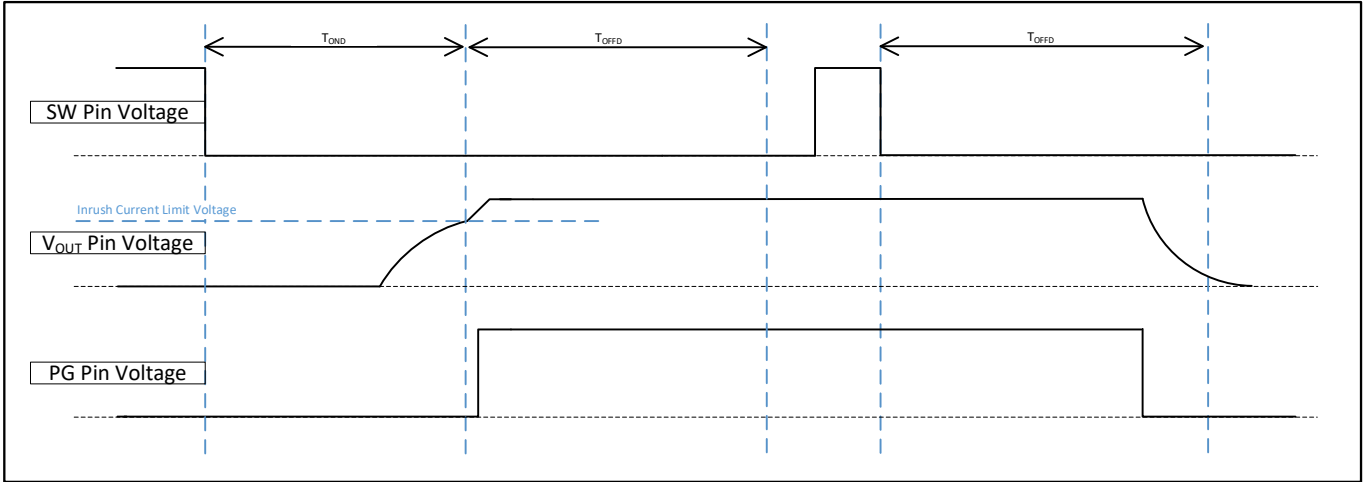 TOND
TOFFD
TOFFD
SW Pin Voltage
Inrush Current Limit Voltage
VOUT Pin Voltage
PG Pin Voltage